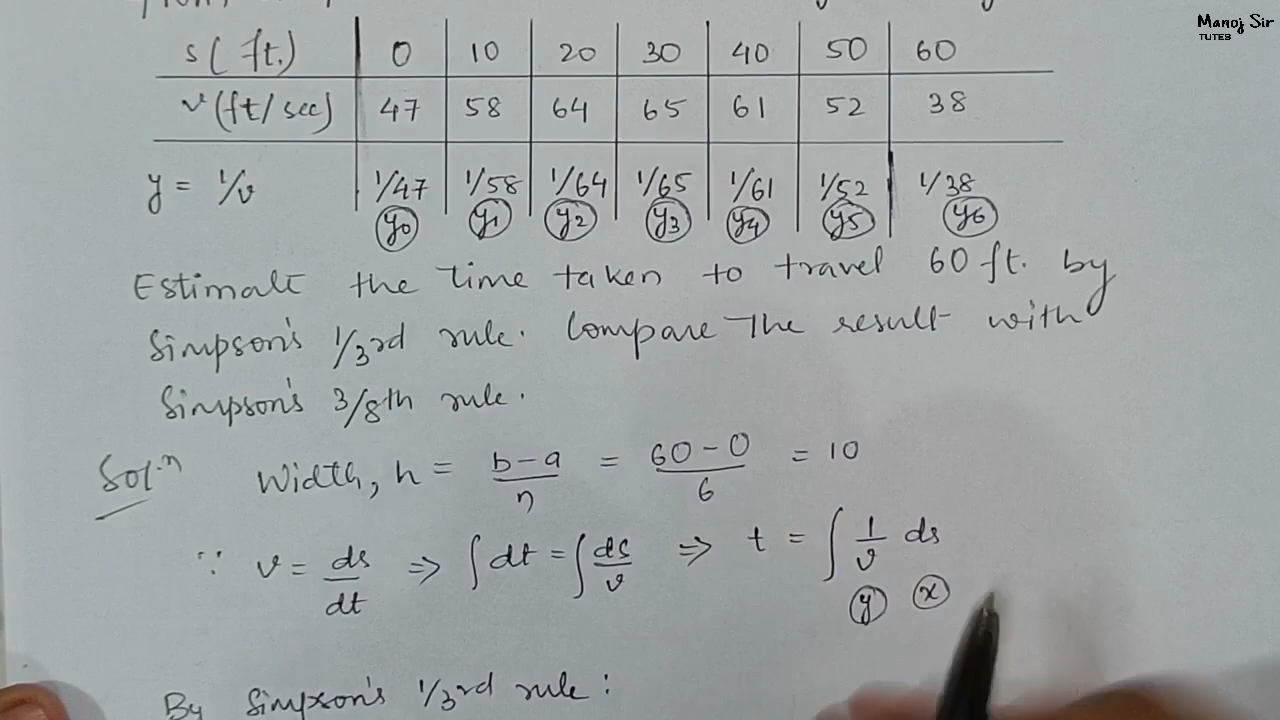 Manoj Sir
TUTES
s( ft.) 0 10 20 30 40 50 60
v(ft/sec) 47 58 64 65 61 52 38
y = 1/v 1/47 1/58 1/64 1/65 1/61 1/52 1/38
y0 y1 y2 y3 y4 y5 y6
Estimate the time taken to travel 60 ft. by
Simpson's 1/3rd rule. Compare the result with
Simpson's 3/8th rule.
Sol.n Width, h = b-a/n = 60-0/6 = 10
∵ v = ds/dt ⇒ ∫dt = ∫ds/v ⇒ t = ∫ 1/v ds
y x
By Simpson's 1/3rd rule: